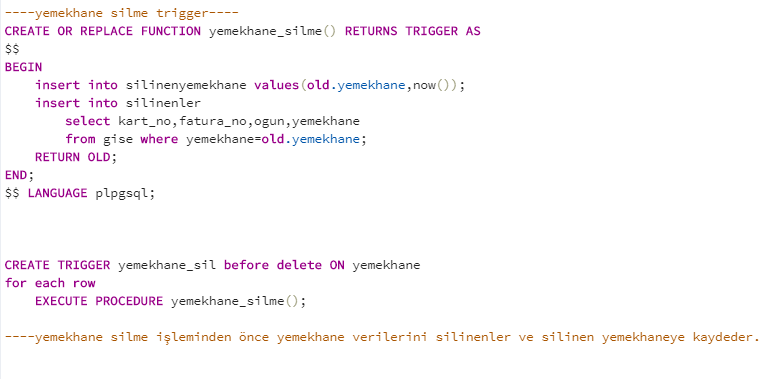 ----yemekhane silme trigger----
CREATE OR REPLACE FUNCTION yemekhane_silme() RETURNS TRIGGER AS
$$
BEGIN
    insert into silinenyemekhane values(old.yemekhane,now());
    insert into silinenler
        select kart_no,fatura_no,ogun,yemekhane
        from gise where yemekhane=old.yemekhane;
    RETURN OLD;
END;
$$ LANGUAGE plpgsql;
CREATE TRIGGER yemekhane_sil before delete ON yemekhane
for each row
    EXECUTE PROCEDURE yemekhane_silme();
----yemekhane silme işleminden önce yemekhane verilerini silinenler ve silinen yemekhaneye kaydeder.